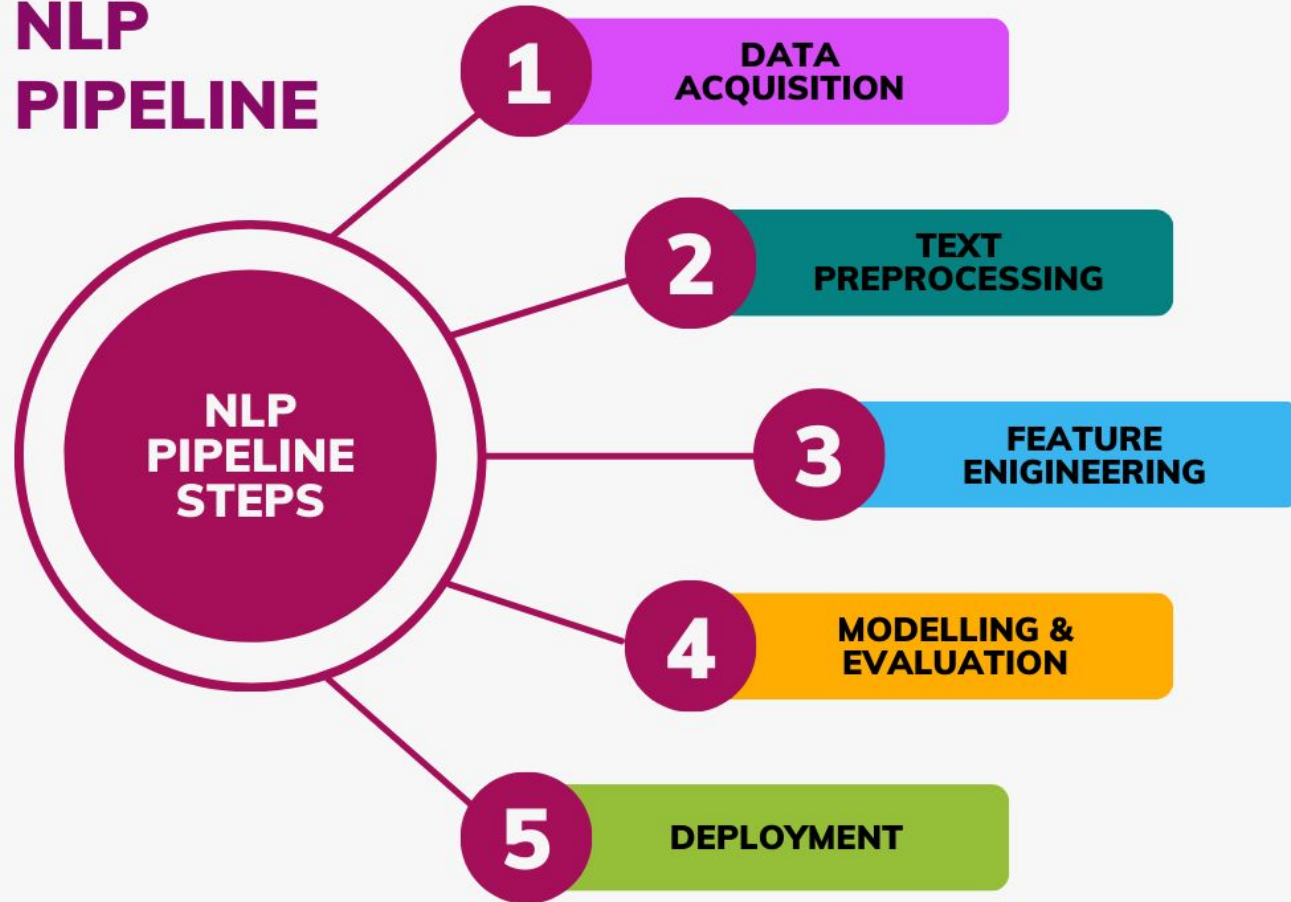 NLP
PIPELINE
1
DATA
ACQUISITION
2
TEXT
PREPROCESSING
NLP
PIPELINE
STEPS
3
FEATURE
ENIGINEERING
4
MODELLING &
EVALUATION
5
DEPLOYMENT